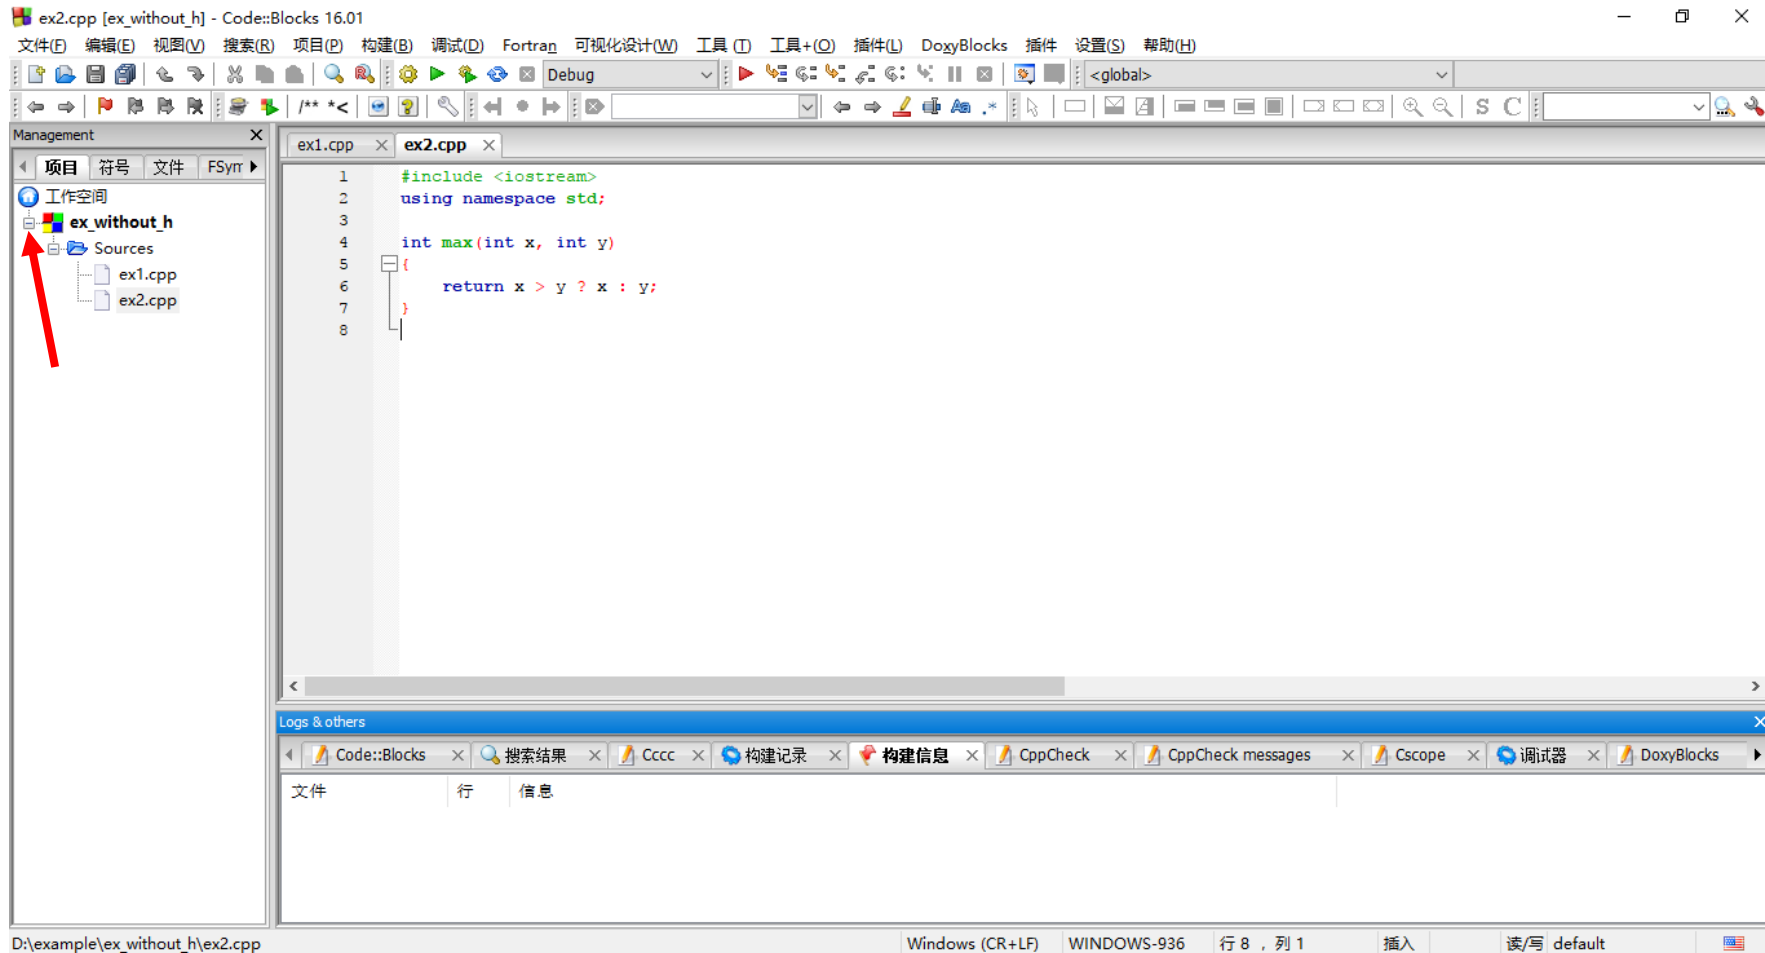 ex2.cpp [ex_without_h] - Code::Blocks 16.01
文件(F) 编辑(E) 视图(V) 搜索(R) 项目(P) 构建(B) 调试(D) Fortran 可视化设计(W) 工具 (T) 工具+(O) 插件(L) DoxyBlocks 插件 设置(S) 帮助(H)
Debug <global>
/** *<
S C
Management
ex1.cpp ex2.cpp
项目 符号 文件 FSym
工作空间
ex_without_h
Sources
ex1.cpp
ex2.cpp
1 #include <iostream>
2 using namespace std;
3
4 int max(int x, int y)
5 {
6 return x > y ? x : y;
7 }
8
Logs & others
Code::Blocks 搜索结果 Cccc 构建记录 构建信息 CppCheck CppCheck messages Cscope 调试器 DoxyBlocks
文件 行 信息
D:\example\ex_without_h\ex2.cpp Windows (CR+LF) WINDOWS-936 行 8 , 列 1 插入 读/写 default